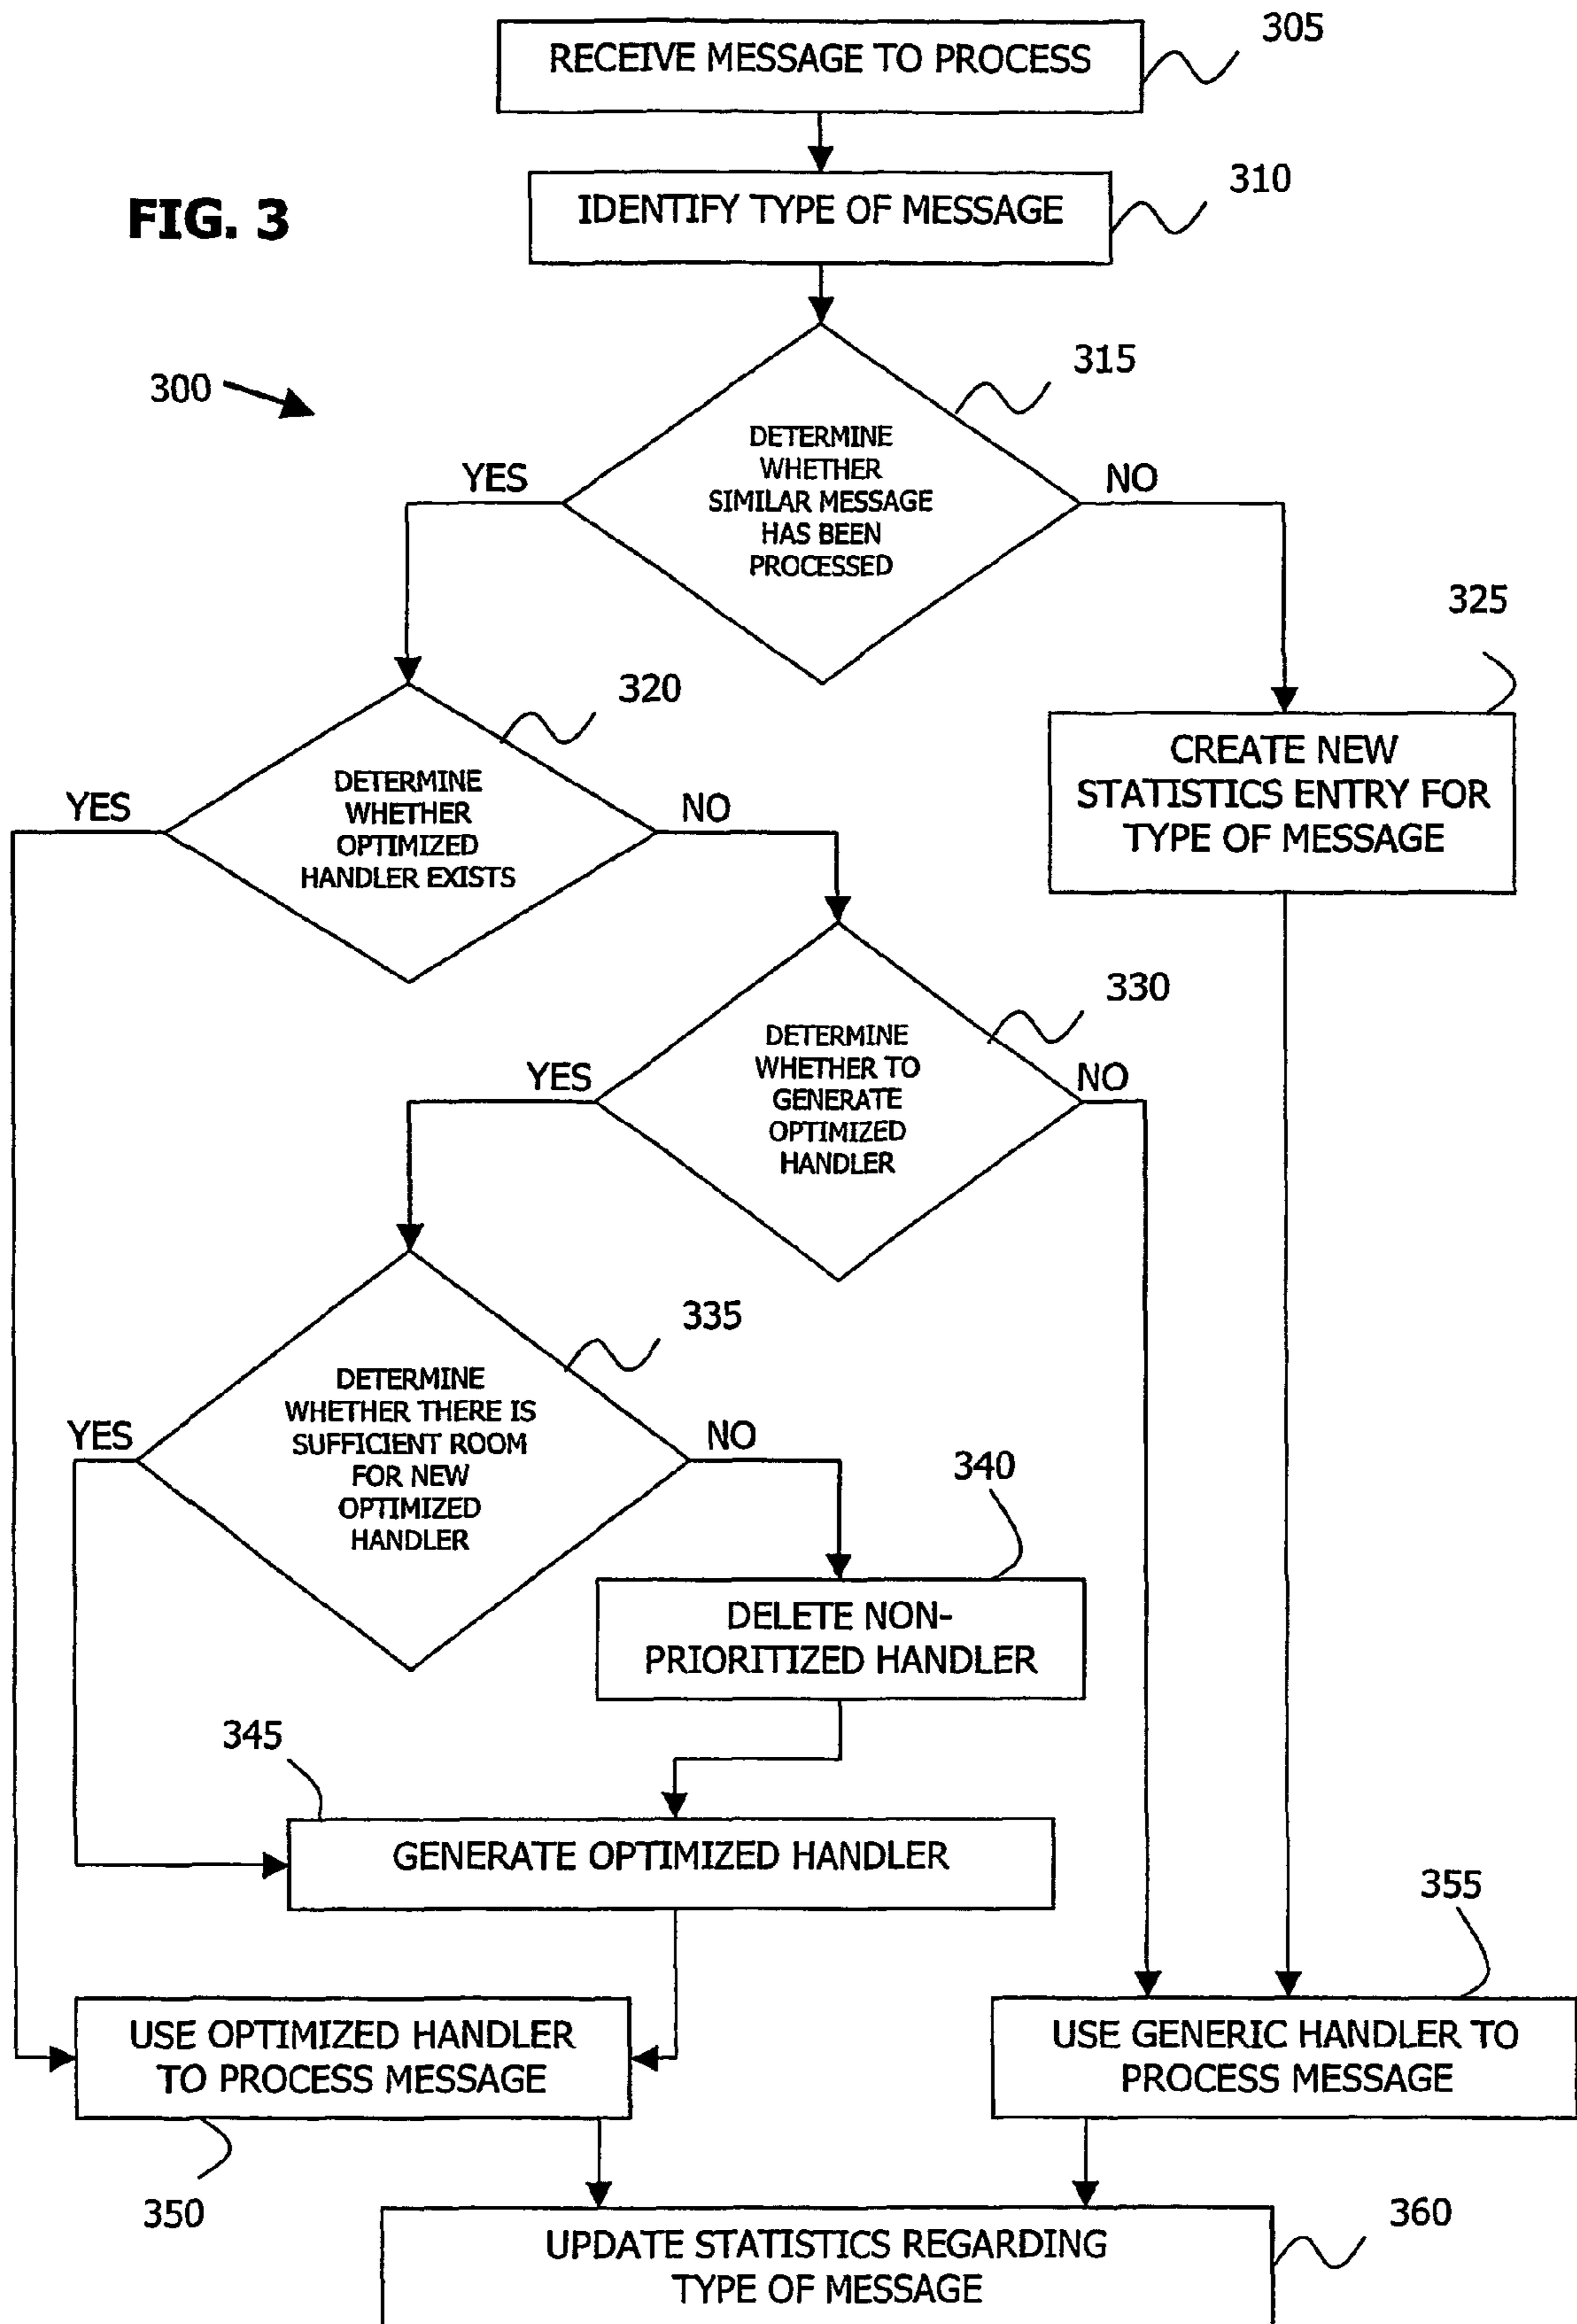 RECEIVE MESSAGE TO PROCESS
305
IDENTIFY TYPE OF MESSAGE
310
FIG. 3
300
315
DETERMINE
WHETHER
SIMILAR MESSAGE
HAS BEEN
PROCESSED
YES
NO
325
CREATE NEW
STATISTICS ENTRY FOR
TYPE OF MESSAGE
320
DETERMINE
WHETHER
OPTIMIZED
HANDLER EXISTS
YES
NO
330
DETERMINE
WHETHER TO
GENERATE
OPTIMIZED
HANDLER
YES
NO
335
DETERMINE
WHETHER THERE IS
SUFFICIENT ROOM
FOR NEW
OPTIMIZED
HANDLER
YES
NO
340
DELETE NON-
PRIORITIZED HANDLER
345
GENERATE OPTIMIZED HANDLER
355
USE OPTIMIZED HANDLER
TO PROCESS MESSAGE
USE GENERIC HANDLER TO
PROCESS MESSAGE
350
360
UPDATE STATISTICS REGARDING
TYPE OF MESSAGE